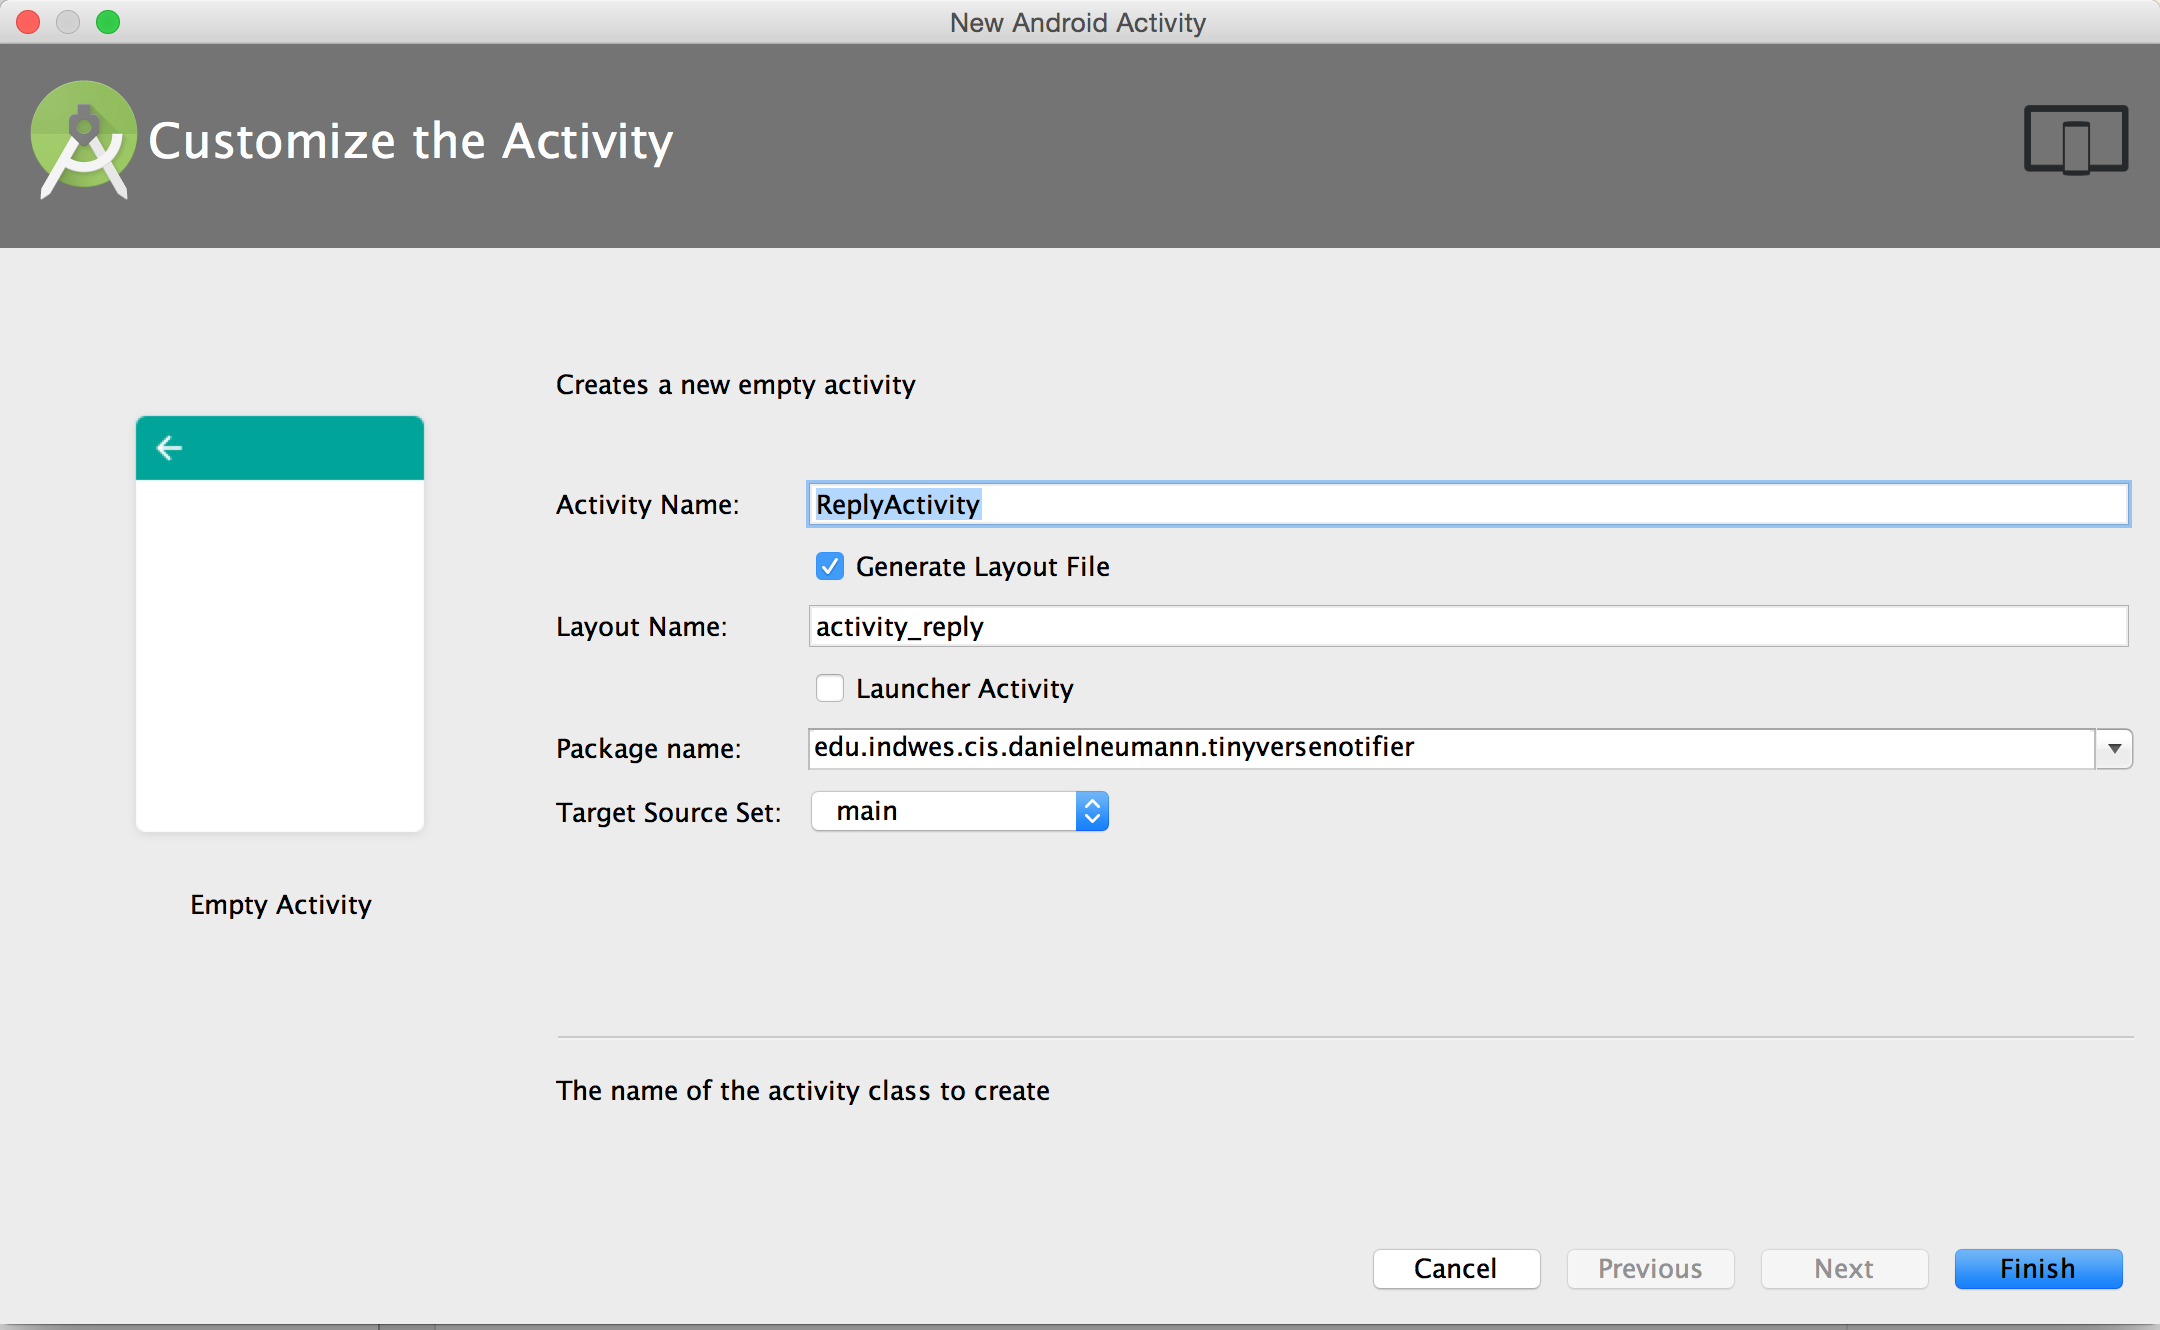 New Android Activity
Customize the Activity
Creates a new empty activity
Activity Name: ReplyActivity
Generate Layout File
Layout Name: activity_reply
Launcher Activity
Package name: edu.indwes.cis.danielneumann.tinyversenotifier
Target Source Set: main
Empty Activity
The name of the activity class to create
Cancel Previous Next Finish